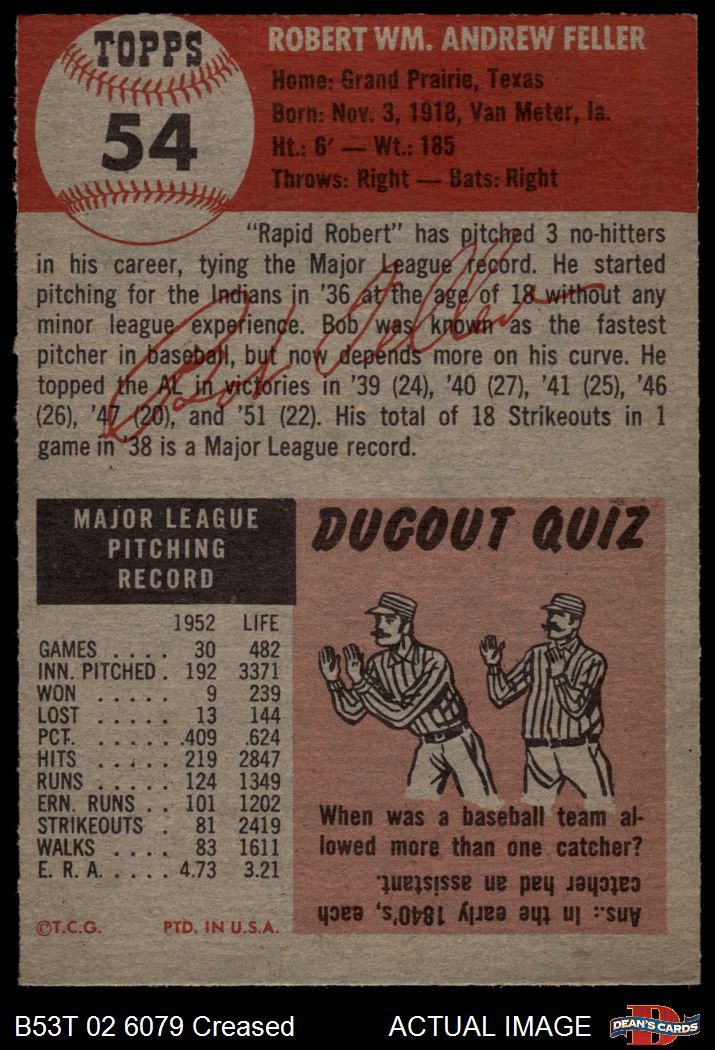 TOPPS
54
ROBERT WM. ANDREW FELLER
Home: Grand Prairie, Texas
Born: Nov. 3, 1918, Van Meter, Ia.
Ht.: 6′ — Wt.: 185
Throws: Right — Bats: Right
"Rapid Robert" has pitched 3 no-hitters
in his career, tying the Major League record. He started
pitching for the Indians in '36 at the age of 18 without any
minor league experience. Bob was known as the fastest
pitcher in baseball, but now depends more on his curve. He
topped the AL in victories in '39 (24), '40 (27), '41 (25), '46
(26), '47 (20), and '51 (22). His total of 18 Strikeouts in 1
game in '38 is a Major League record.
Bob Feller
MAJOR LEAGUE
PITCHING
RECORD
1952 LIFE
GAMES . . . . 30 482
INN. PITCHED . 192 3371
WON . . . . . 9 239
LOST . . . . . 13 144
PCT. . . . . . .409 .624
HITS . . . . . 219 2847
RUNS . . . . . 124 1349
ERN. RUNS . . 101 1202
STRIKEOUTS . 81 2419
WALKS . . . . 83 1611
E. R. A. . . . . 4.73 3.21
©T.C.G. PTD. IN U.S.A.
DUGOUT QUIZ
When was a baseball team al-
lowed more than one catcher?
Ans.: In the early 1840's, each
catcher had an assistant.
B53T 02 6079 Creased ACTUAL IMAGE
D
DEAN'S CARDS